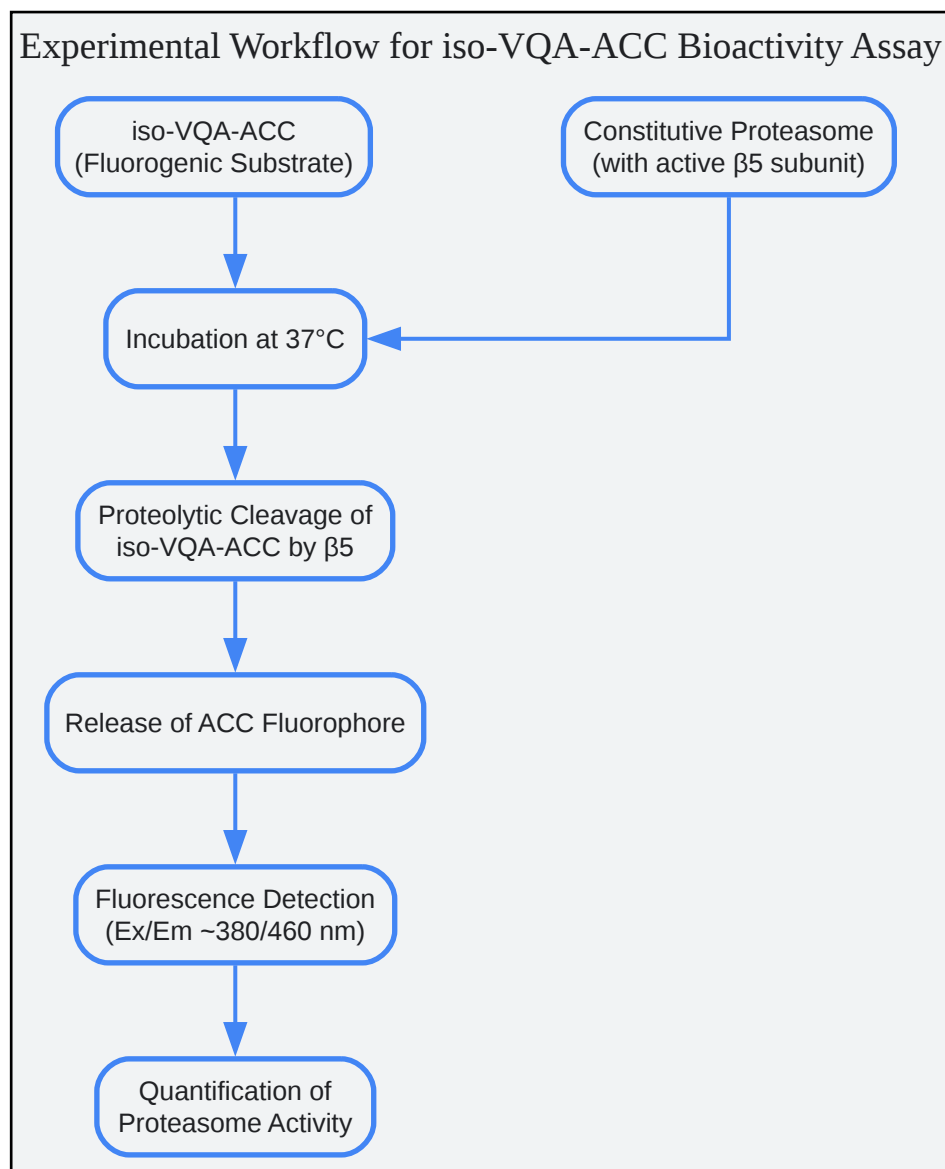 Experimental Workflow for iso-VQA-ACC Bioactivity Assay
iso-VQA-ACC
(Fluorogenic Substrate)
Constitutive Proteasome
(with active β5 subunit)
Incubation at 37°C
Proteolytic Cleavage of
iso-VQA-ACC by β5
Release of ACC Fluorophore
Fluorescence Detection
(Ex/Em ~380/460 nm)
Quantification of
Proteasome Activity